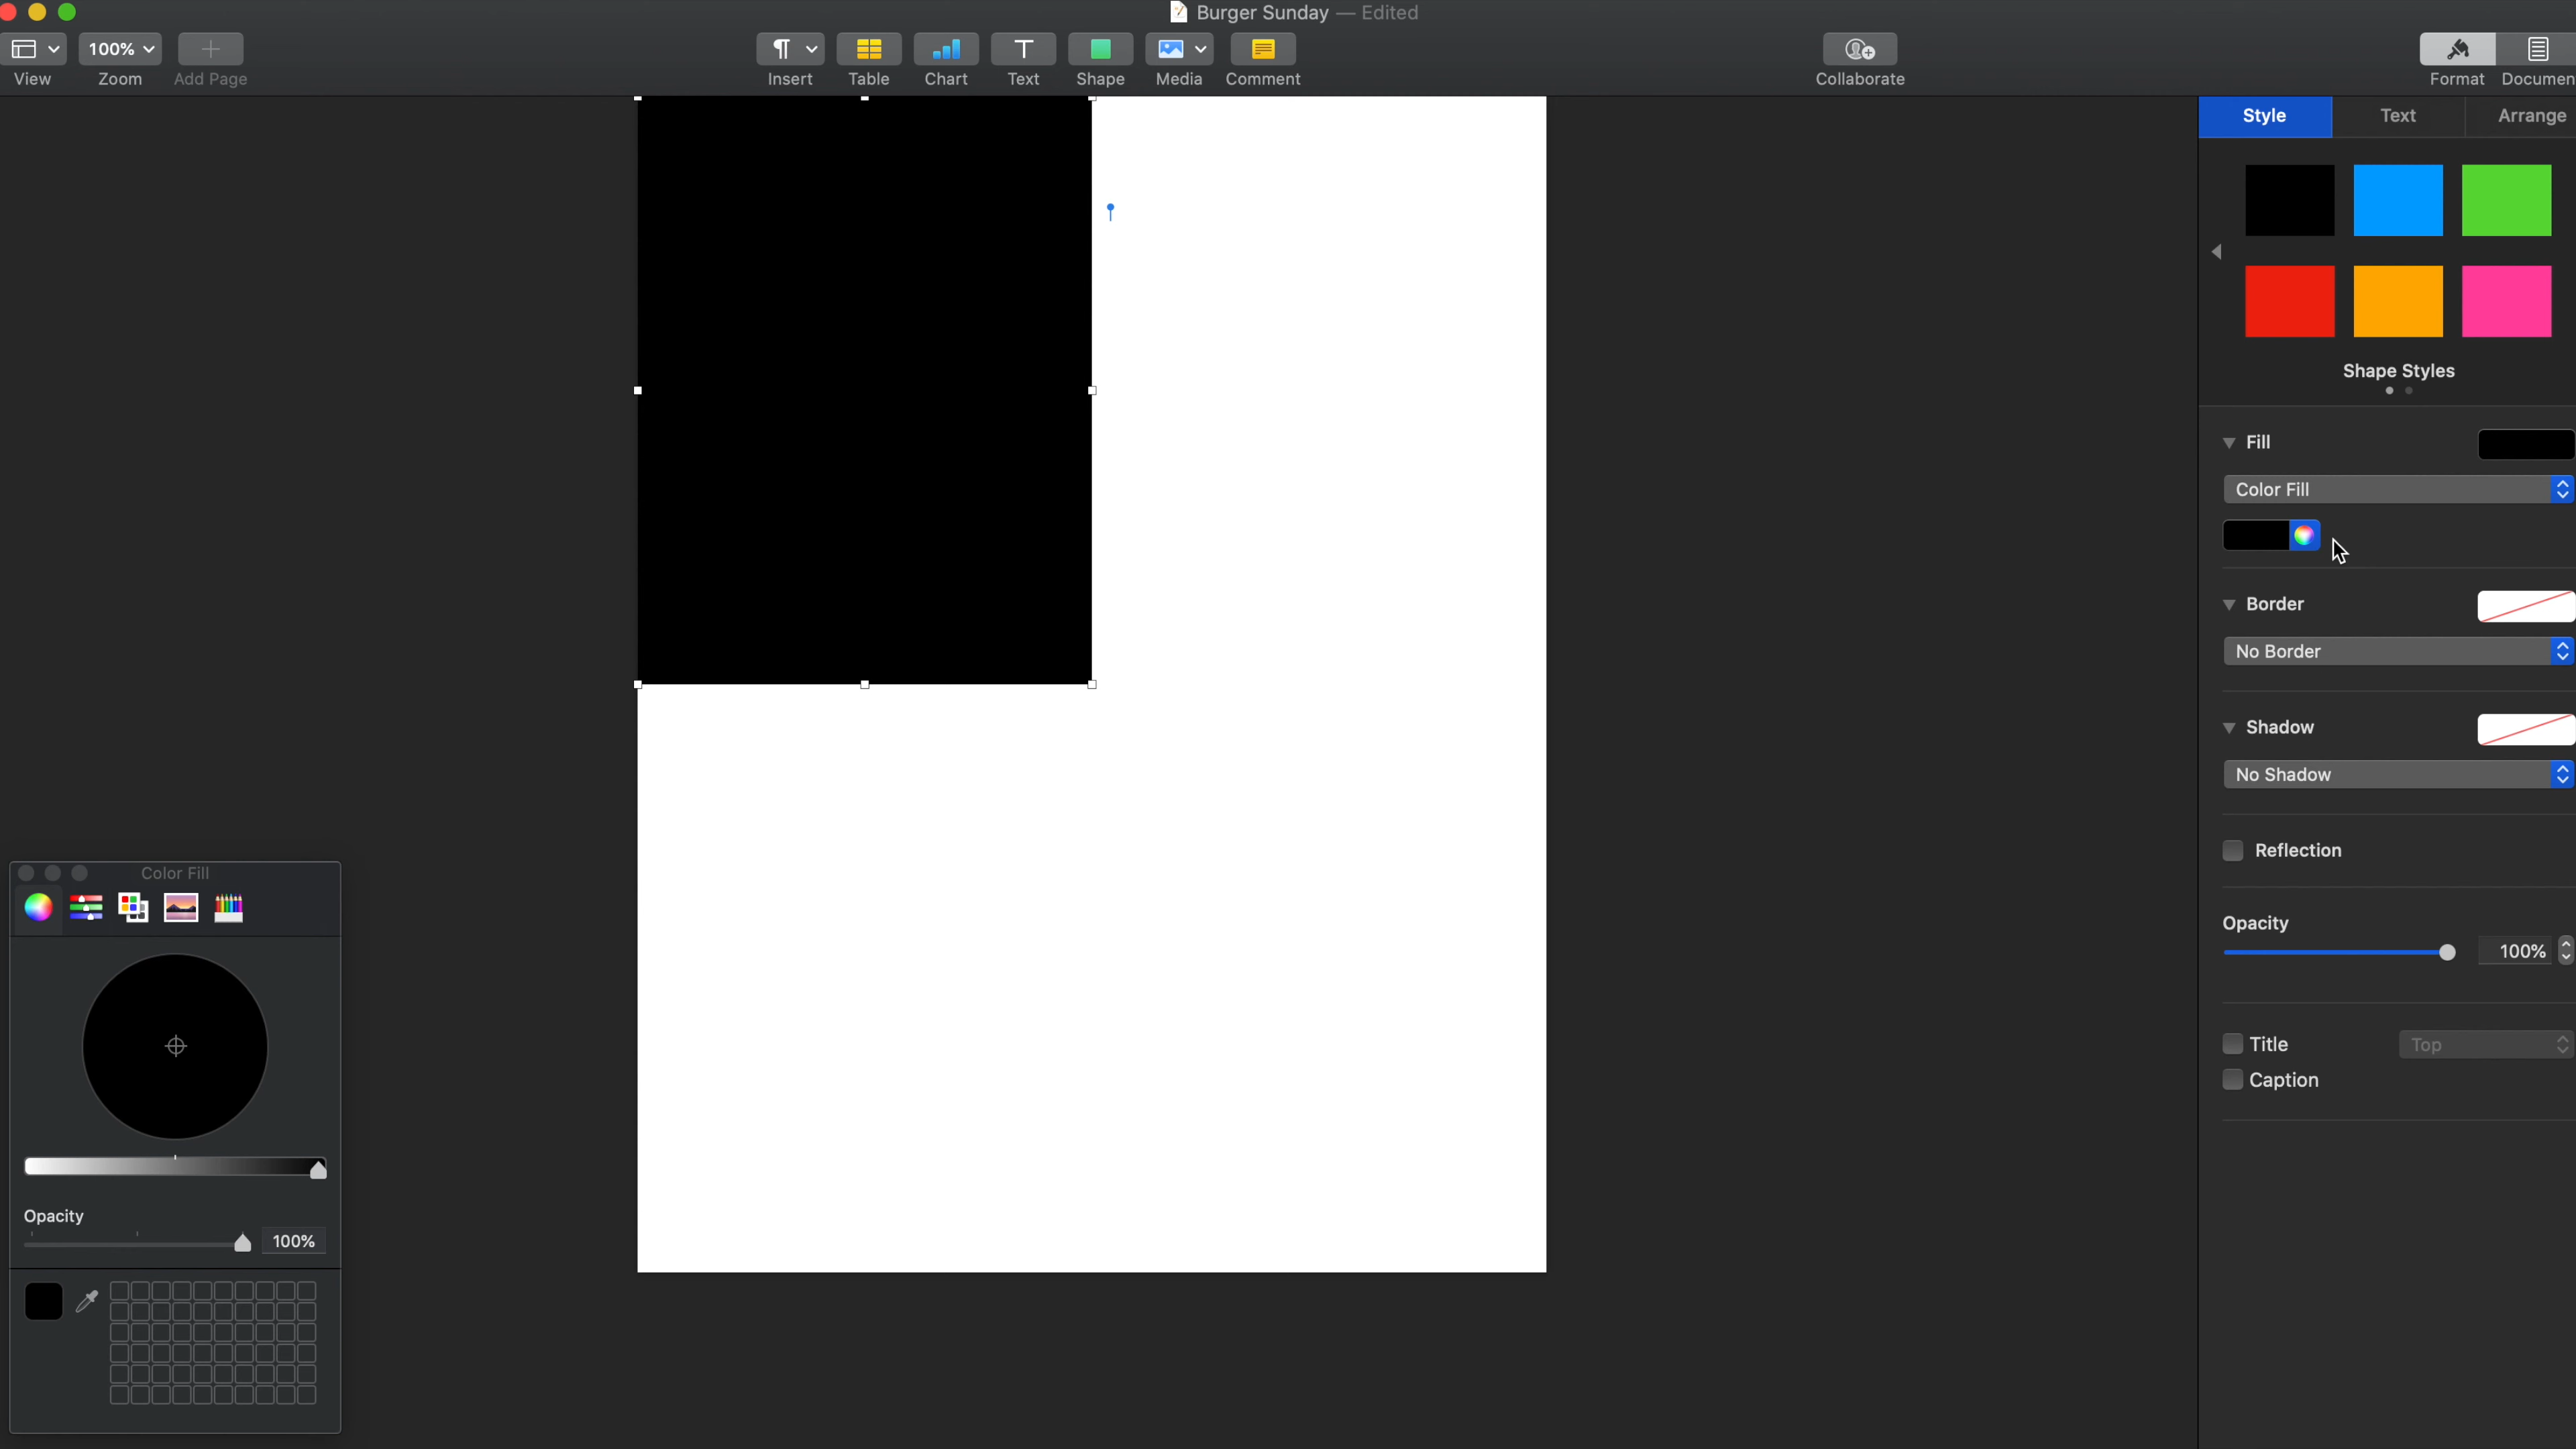 Burger Sunday — Edited
100%
View
Zoom
Add Page
Insert
Table
Chart
Text
Shape
Media
Comment
Collaborate
Format
Documen
Style
Text
Arrange
Shape Styles
Fill
Color Fill
Border
No Border
Shadow
No Shadow
Reflection
Opacity
100%
Title
Top
Caption
Color Fill
Opacity
100%